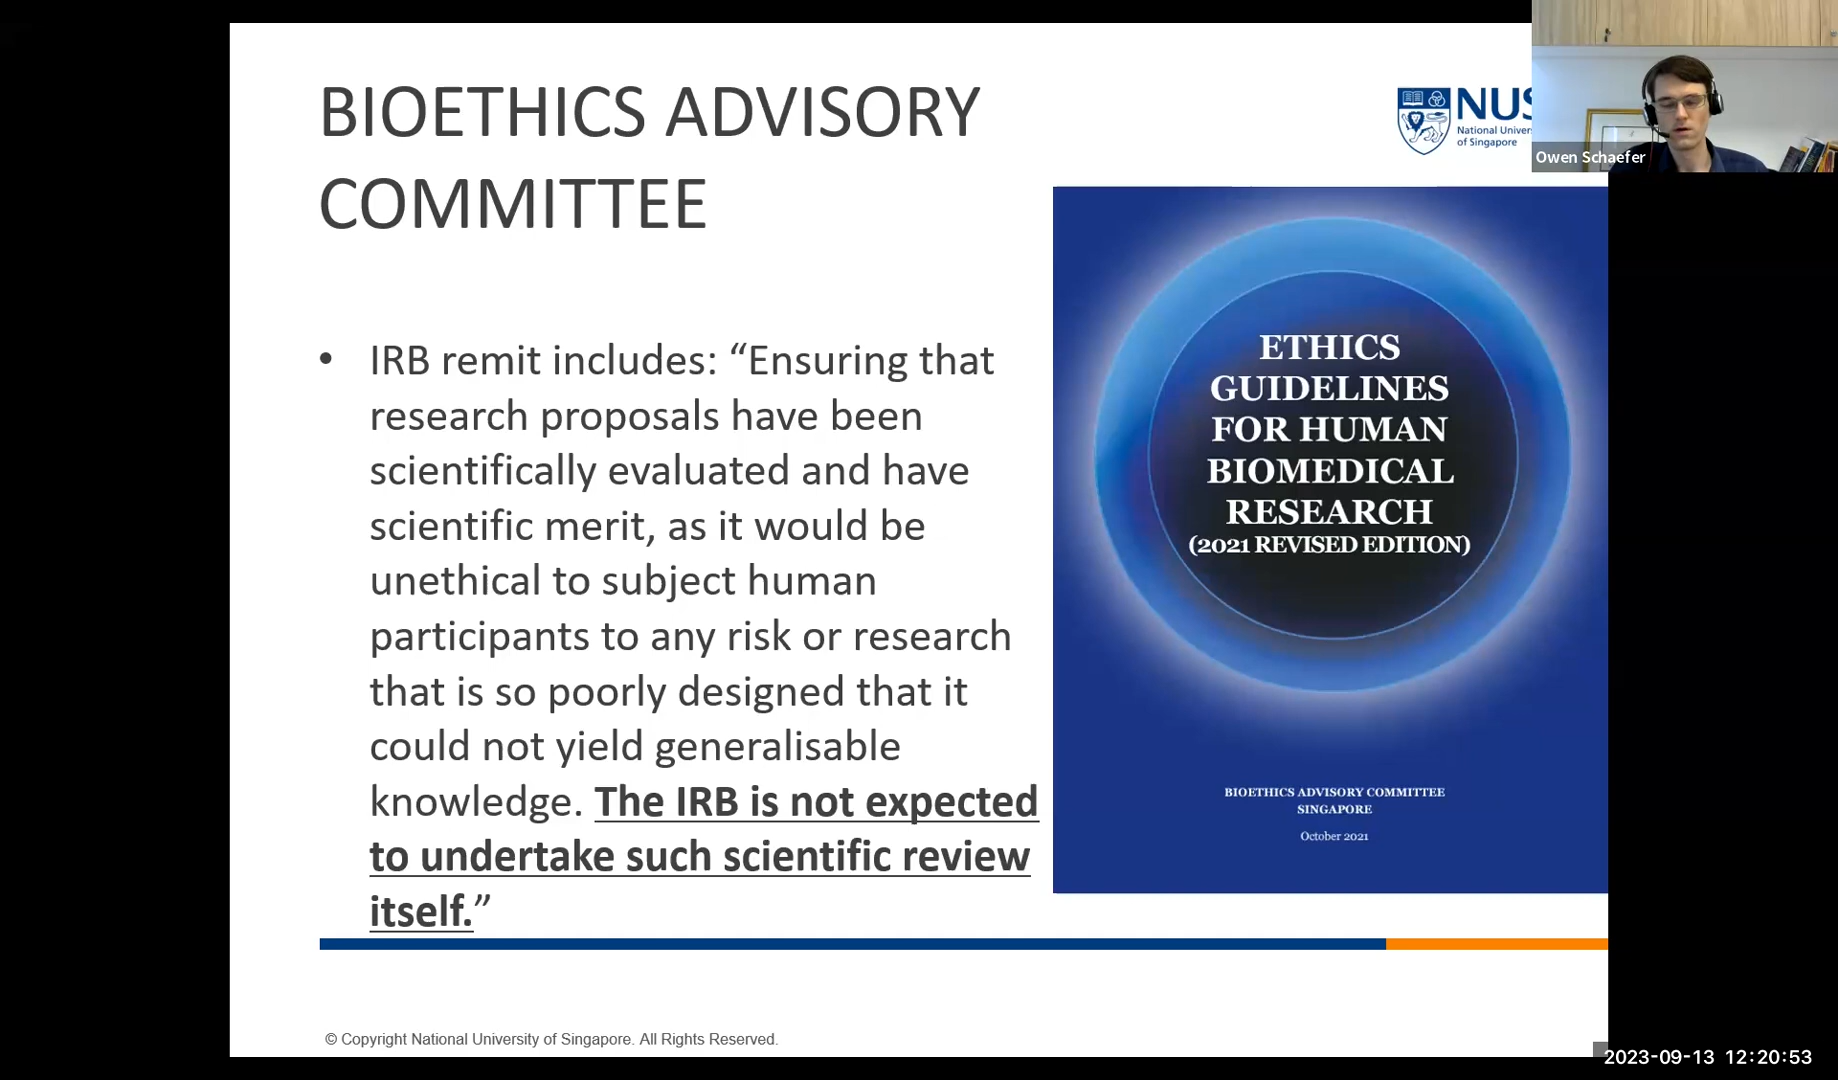 BIOETHICS ADVISORY
COMMITTEE
NUS
National Univer
of Singapore
Owen Schaefer
• IRB remit includes: “Ensuring that
research proposals have been
scientifically evaluated and have
scientific merit, as it would be
unethical to subject human
participants to any risk or research
that is so poorly designed that it
could not yield generalisable
knowledge. The IRB is not expected
to undertake such scientific review
itself.”
ETHICS
GUIDELINES
FOR HUMAN
BIOMEDICAL
RESEARCH
(2021 REVISED EDITION)
BIOETHICS ADVISORY COMMITTEE
SINGAPORE
October 2021
© Copyright National University of Singapore. All Rights Reserved.
2023-09-13 12:20:53